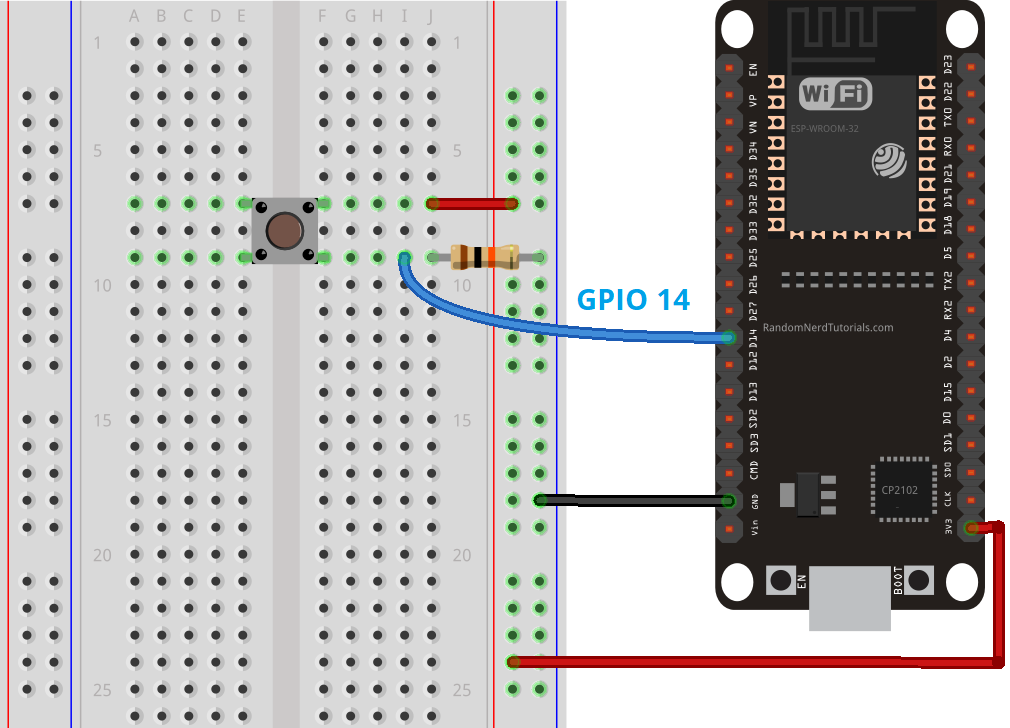 A B C D E F G H I J
1 1
5 5
10
10
15 15
20 20
25 25
GPIO 14
EN
VP
VN
D34
D35
D32
D33
D25
D26
D27
D14
D12
D13
SD2
SD3
CMD
GND
Vin
WiFi
ESP-WROOM-32
RandomNerdTutorials.com
CP2102
EN
BOOT
D23
D22
TX0
RX0
D21
D19
D18
D5
TX2
RX2
D4
D2
D15
D0
SD1
SD0
CLK
3V3